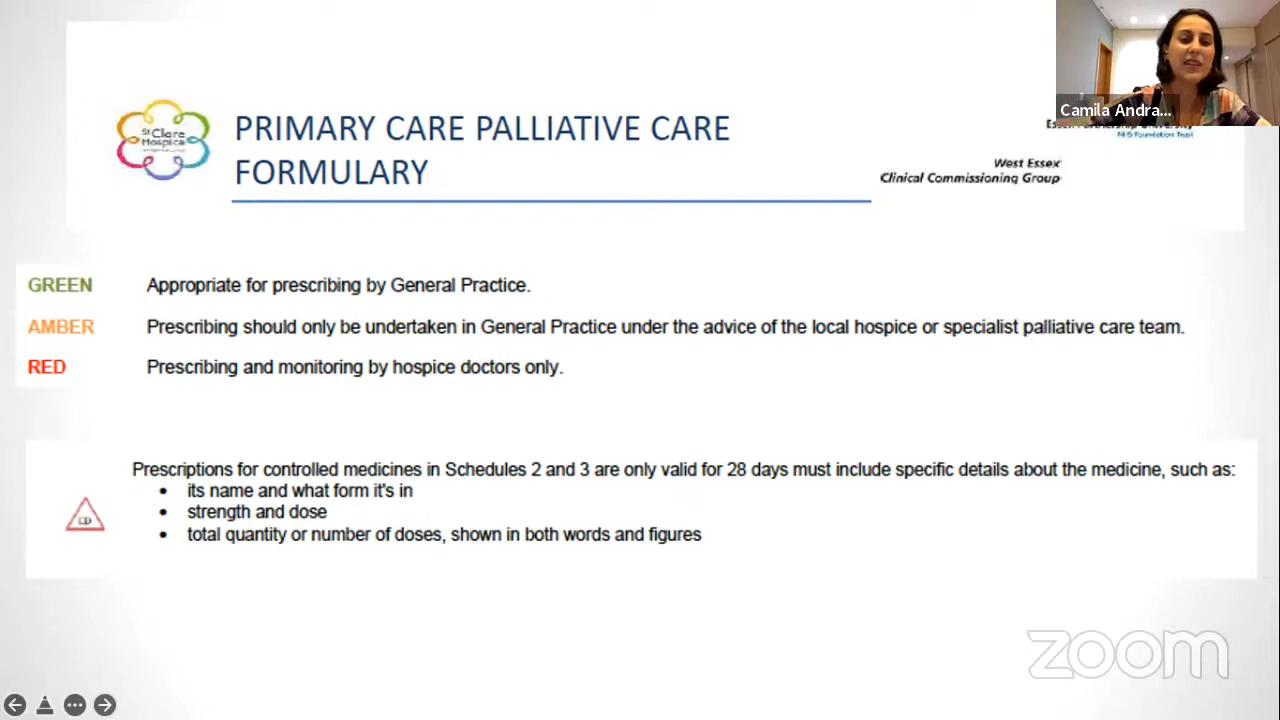 Camila Andra...
St Clare
Hospice
PRIMARY CARE PALLIATIVE CARE
FORMULARY
NHS Foundation Trust
West Essex
Clinical Commissioning Group
GREEN Appropriate for prescribing by General Practice.
AMBER Prescribing should only be undertaken in General Practice under the advice of the local hospice or specialist palliative care team.
RED Prescribing and monitoring by hospice doctors only.
Prescriptions for controlled medicines in Schedules 2 and 3 are only valid for 28 days must include specific details about the medicine, such as:
• its name and what form it's in
• strength and dose
• total quantity or number of doses, shown in both words and figures
CD
zoom